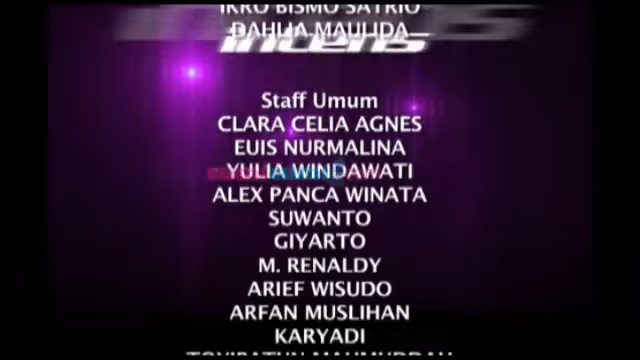 IKRO BISMO SATRIO
DAHLIA MAULIDA
intens
Staff Umum
CLARA CELIA AGNES
EUIS NURMALINA
YULIA WINDAWATI
ALEX PANCA WINATA
SUWANTO
GIYARTO
M. RENALDY
ARIEF WISUDO
ARFAN MUSLIHAN
KARYADI